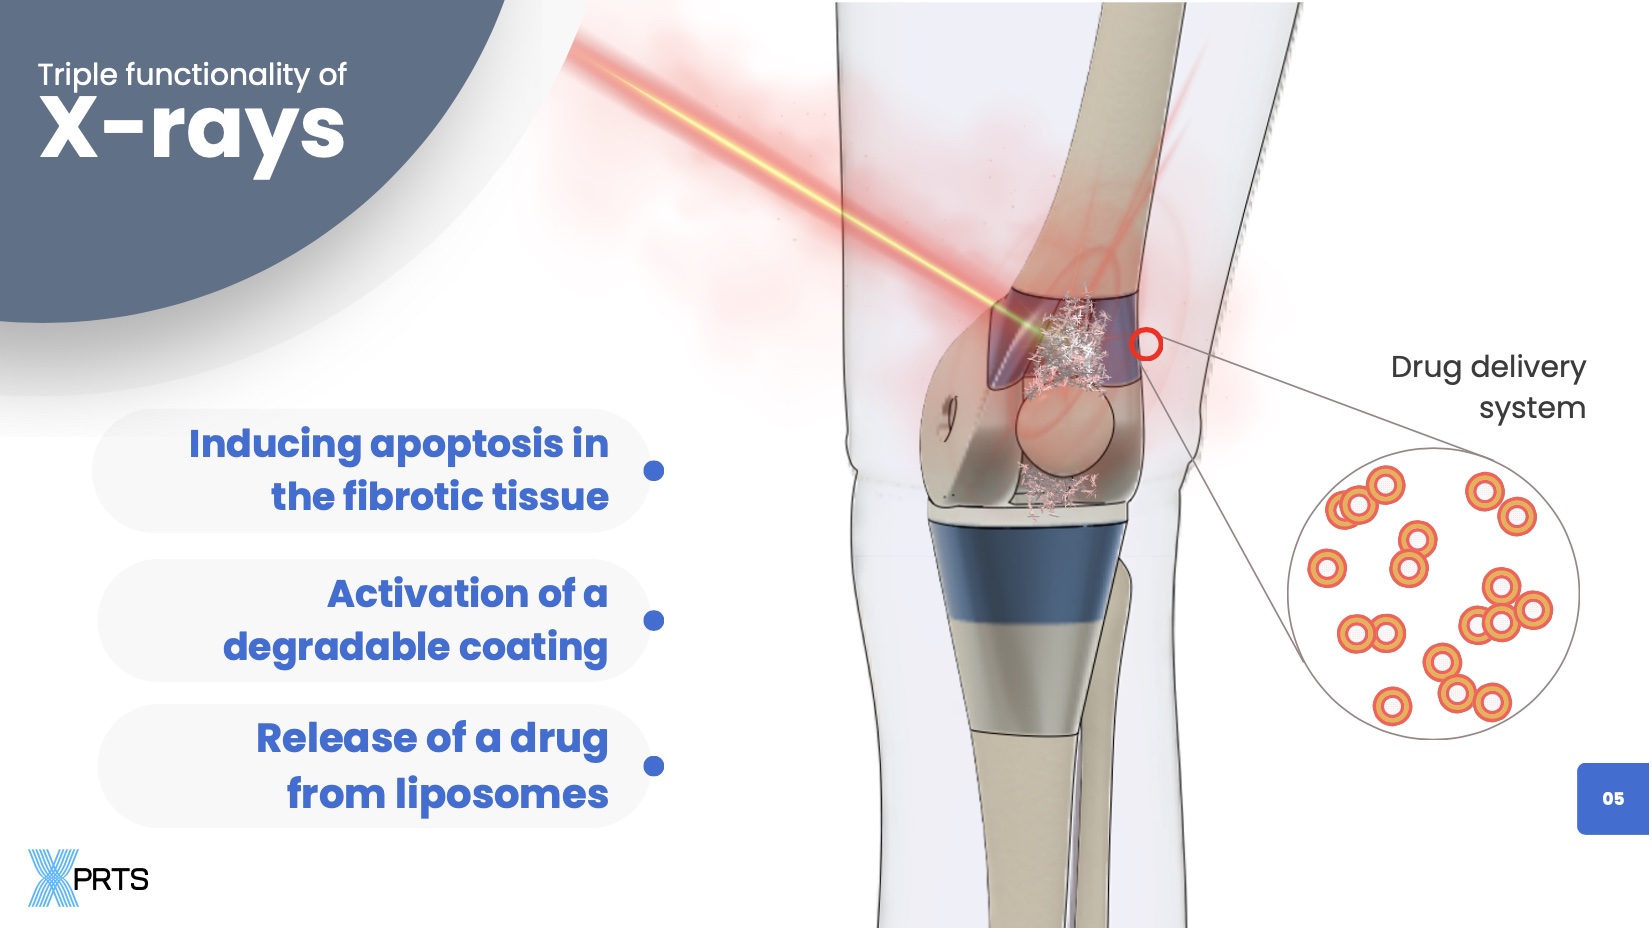 Triple functionality of
X-rays
Inducing apoptosis in
the fibrotic tissue
Activation of a
degradable coating
Release of a drug
from liposomes
Drug delivery
system
05
XPRTS